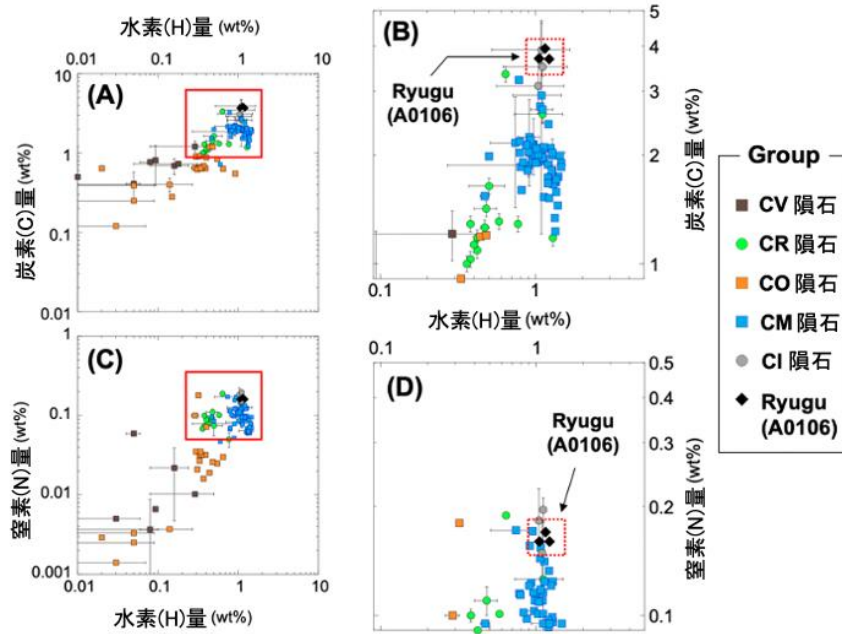 水素(H)量 (wt%)
0.01 0.1 1 10
(A)
10
1
0.1
0.01
炭素(C)量 (wt%)
(B)
Ryugu
(A0106)
5
4
3
2
1
炭素(C)量 (wt%)
0.1 1
水素(H)量 (wt%)
0.1 1
(C)
1
0.1
0.01
0.001
窒素(N)量 (wt%)
0.01 0.1 1 10
水素(H)量 (wt%)
(D)
Ryugu
(A0106)
0.5
0.4
0.3
0.2
0.1
窒素(N)量 (wt%)
Group
CV 隕石
CR 隕石
CO 隕石
CM 隕石
CI 隕石
Ryugu
(A0106)